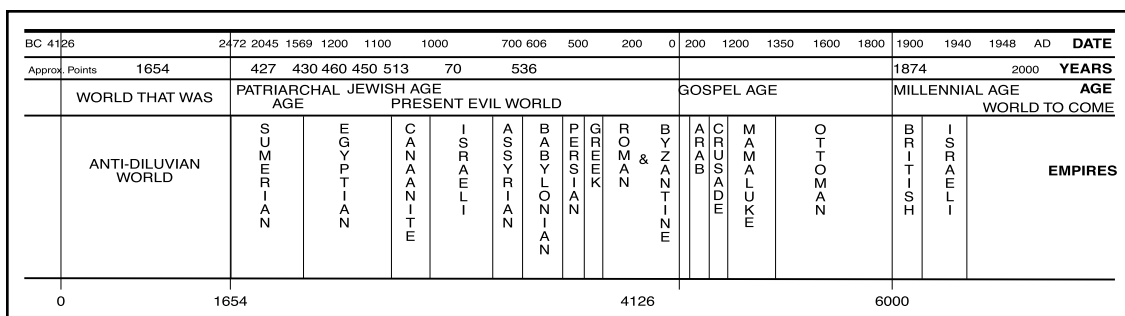 BC 4126 2472 2045 1569 1200 1100 1000 700 606 500 200 0 200 1200 1350 1600 1800 1900 1940 1948 AD DATE
Approx. Points 1654 427 430 460 450 513 70 536 1874 2000 YEARS
WORLD THAT WAS PATRIARCHAL AGE JEWISH AGE GOSPEL AGE MILLENNIAL AGE AGE
PRESENT EVIL WORLD WORLD TO COME
ANTI-DILUVIAN
WORLD
SUMERIAN
EGYPTIAN
CANAANITE
ISRAELI
ASSYRIAN
BABYLONIAN
PERSIAN
GREEK
ROMAN
&
BYZANTINE
ARAB
CRUSADE
MAMALUKE
OTTOMAN
BRITISH
ISRAELI
EMPIRES
0 1654 4126 6000